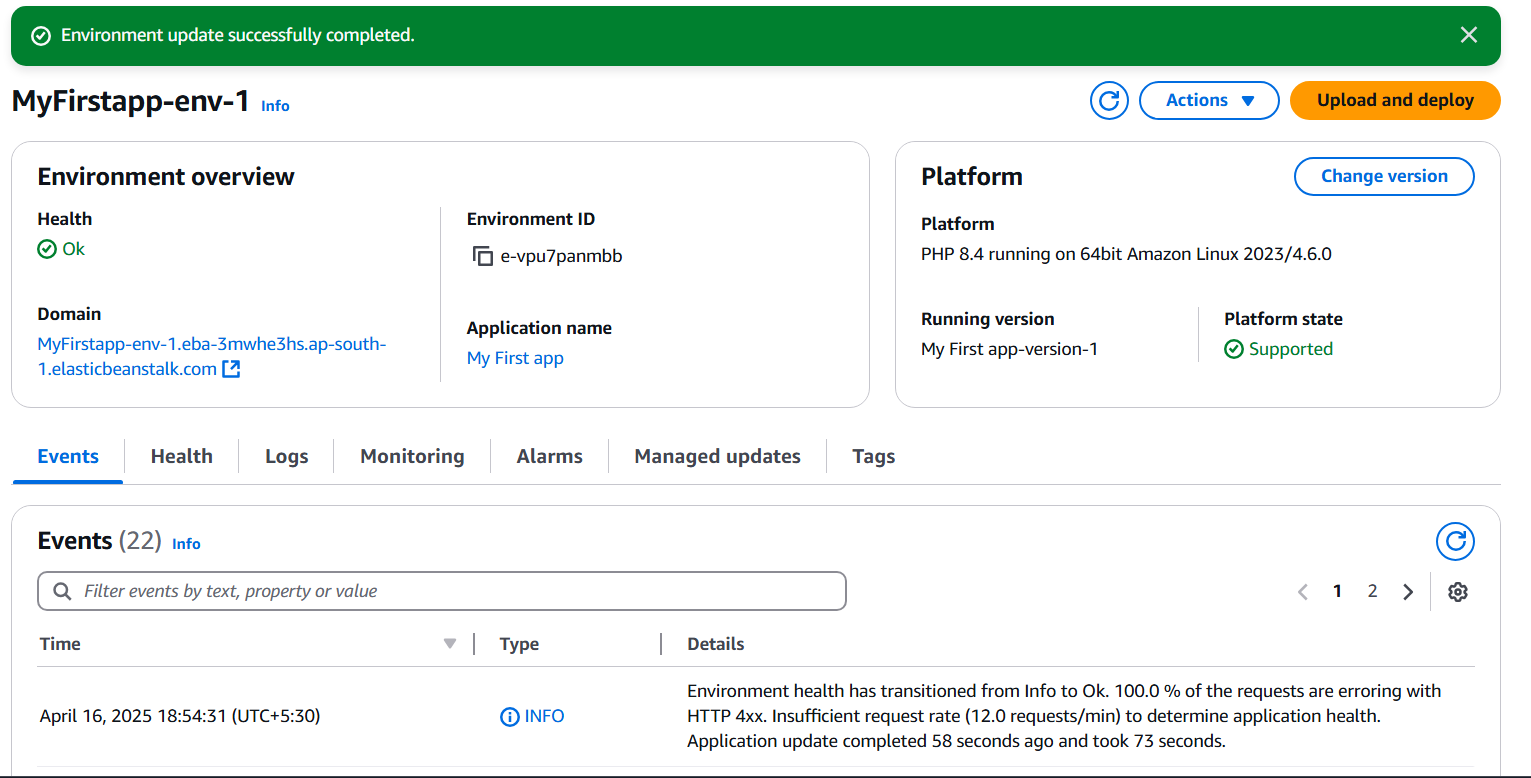 Environment update successfully completed.
MyFirstapp-env-1 Info
Actions
Upload and deploy
Environment overview
Health
Ok
Environment ID
e-vpu7panmbb
Domain
MyFirstapp-env-1.eba-3mwhe3hs.ap-south-
1.elasticbeanstalk.com
Application name
My First app
Platform
Change version
Platform
PHP 8.4 running on 64bit Amazon Linux 2023/4.6.0
Running version
My First app-version-1
Platform state
Supported
Events
Health
Logs
Monitoring
Alarms
Managed updates
Tags
Events (22) Info
Filter events by text, property or value
1
2
Time
Type
Details
April 16, 2025 18:54:31 (UTC+5:30)
INFO
Environment health has transitioned from Info to Ok. 100.0 % of the requests are erroring with
HTTP 4xx. Insufficient request rate (12.0 requests/min) to determine application health.
Application update completed 58 seconds ago and took 73 seconds.